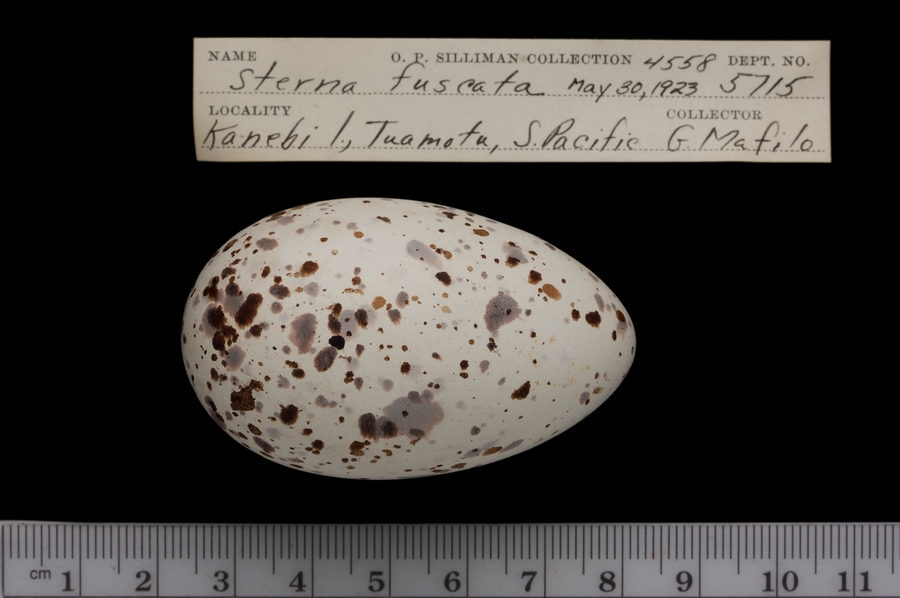 NAME O. P. SILLIMAN COLLECTION 4558 DEPT. NO.
Sterna fuscata May 30, 1923 5715
LOCALITY COLLECTOR
Kanebi I., Tuamotu, S. Pacific G. Mafilo
cm 1 2 3 4 5 6 7 8 9 10 11